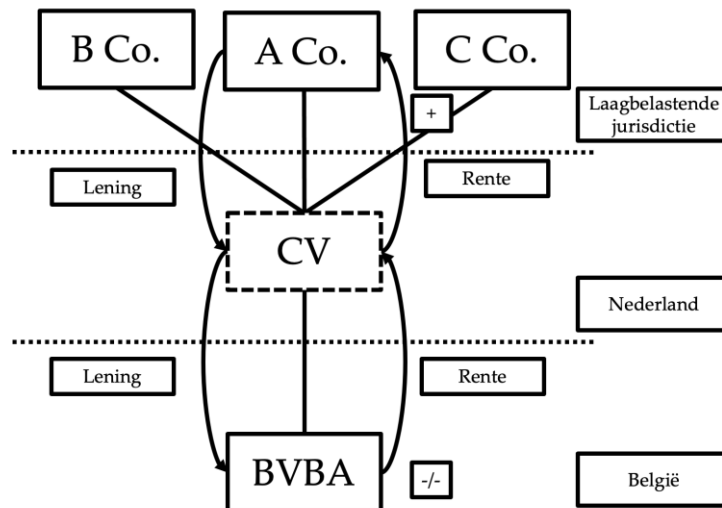 B Co.
A Co.
C Co.
+
Laagbelastende
jurisdictie
Lening
Rente
CV
Nederland
Lening
Rente
BVBA
-/-
België